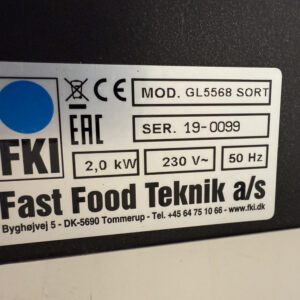 FKI
CE
EAC
MOD. GL5568 SORT
SER. 19-0099
2,0 kW
230 V~
50 Hz
Fast Food Teknik a/s
Byghøjvej 5 - DK-5690 Tommerup - Tel. +45 64 75 10 66 - www.fki.dk